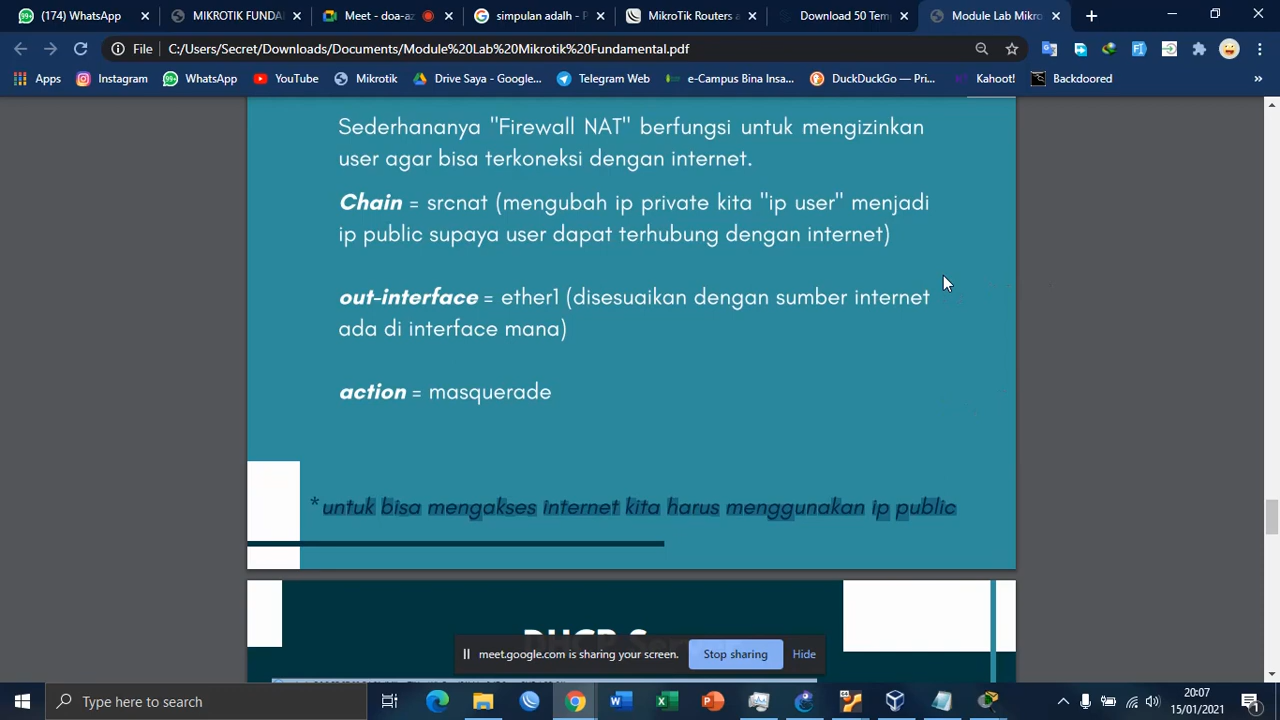 (174) WhatsApp
MIKROTIK FUNDA
Meet - doa-az
simpulan adalh - P
MikroTik Routers a
Download 50 Temp
Module Lab Mikro
File
C:/Users/Secret/Downloads/Documents/Module%20Lab%20Mikrotik%20Fundamental.pdf
Apps
Instagram
WhatsApp
YouTube
Mikrotik
Drive Saya - Google...
Telegram Web
e-Campus Bina Insa...
DuckDuckGo — Pri...
Kahoot!
Backdoored
»
Sederhananya "Firewall NAT" berfungsi untuk mengizinkan
user agar bisa terkoneksi dengan internet.
Chain = srcnat (mengubah ip private kita "ip user" menjadi
ip public supaya user dapat terhubung dengan internet)
out-interface = ether1 (disesuaikan dengan sumber internet
ada di interface mana)
action = masquerade
*untuk bisa mengakses internet kita harus menggunakan ip public
DHCP
meet.google.com is sharing your screen.
Stop sharing
Hide
Type here to search
20:07
15/01/2021